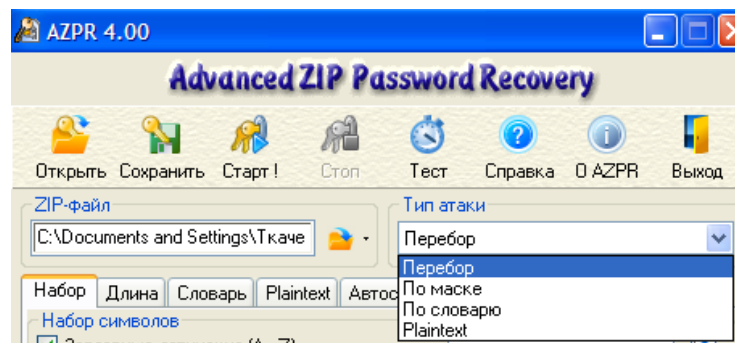 AZPR 4.00
Advanced ZIP Password Recovery
Открыть Сохранить Старт! Стоп Тест Справка О AZPR Выход
ZIP-файл Тип атаки
C:\Documents and Settings\Ткаче Перебор
Перебор
Набор Длина Словарь Plaintext Автос По маске
По словарю
Набор символов Plaintext